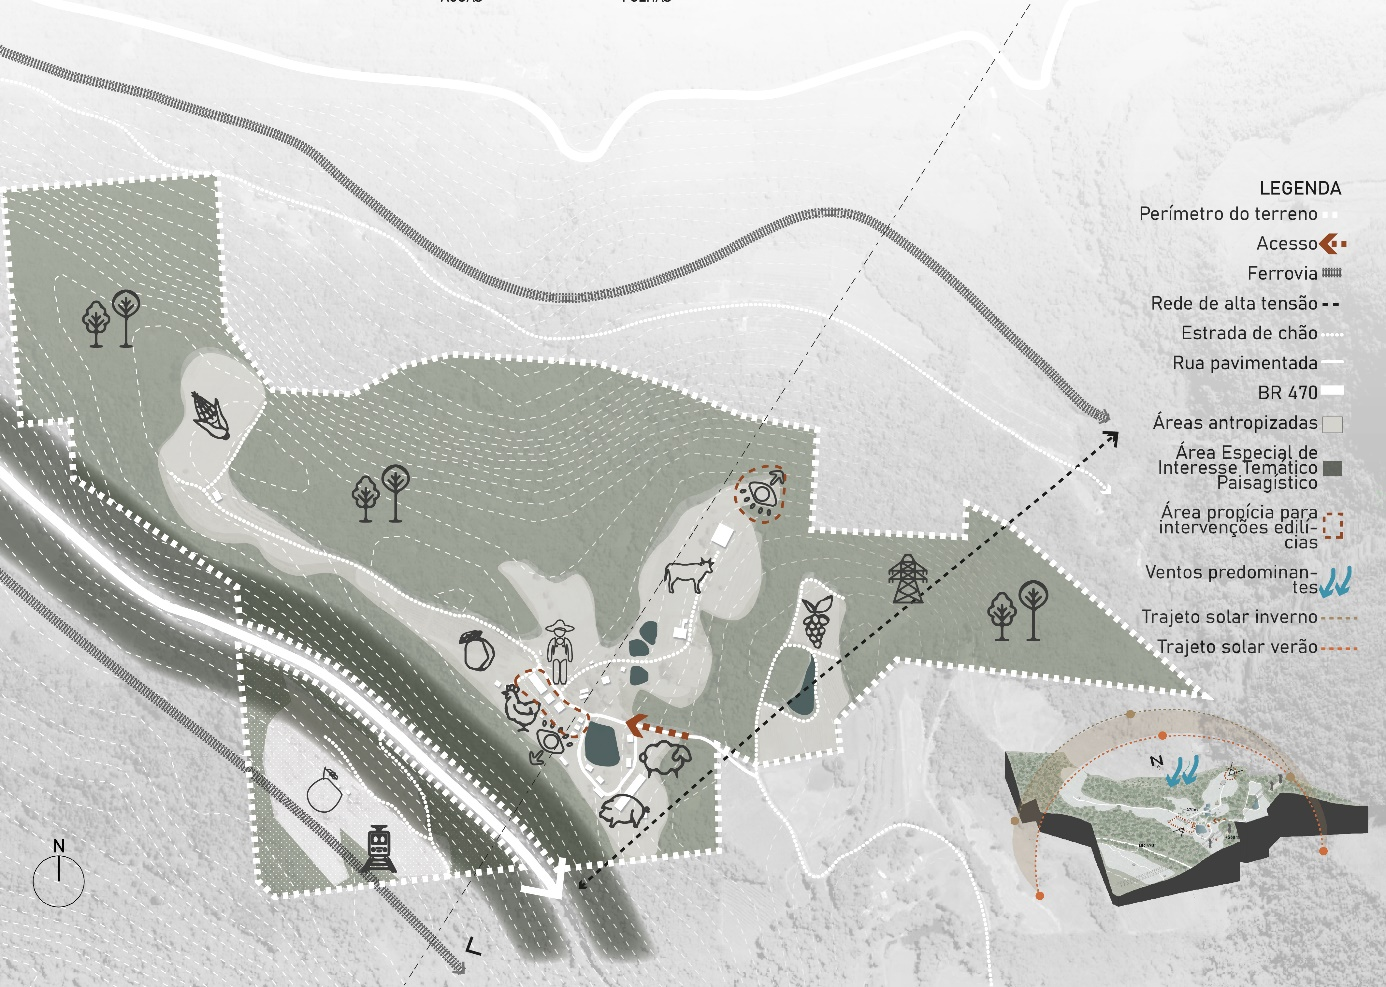 LEGENDA
Perímetro do terreno
Acesso
Ferrovia
Rede de alta tensão
Estrada de chão
Rua pavimentada
BR 470
Áreas antropizadas
Área Especial de
Interesse Temático
Paisagístico
Área propícia para
intervenções edilí-
cias
Ventos predominan-
tes
Trajeto solar inverno
Trajeto solar verão
N
N